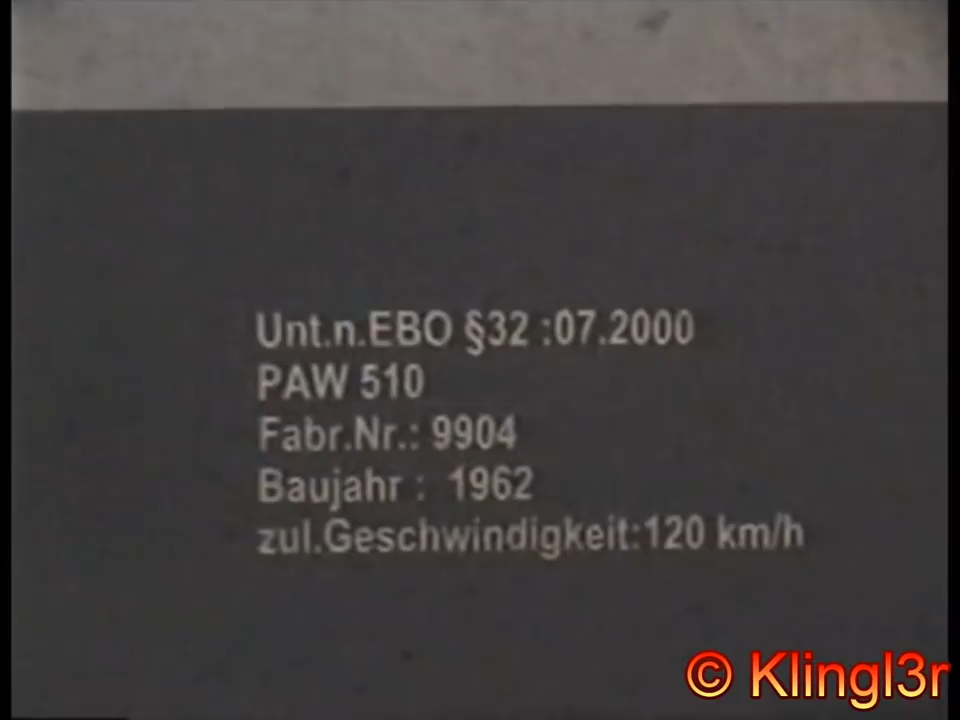 Unt.n.EBO §32 :07.2000
PAW 510
Fabr.Nr.: 9904
Baujahr : 1962
zul.Geschwindigkeit:120 km/h
© Klingl3r